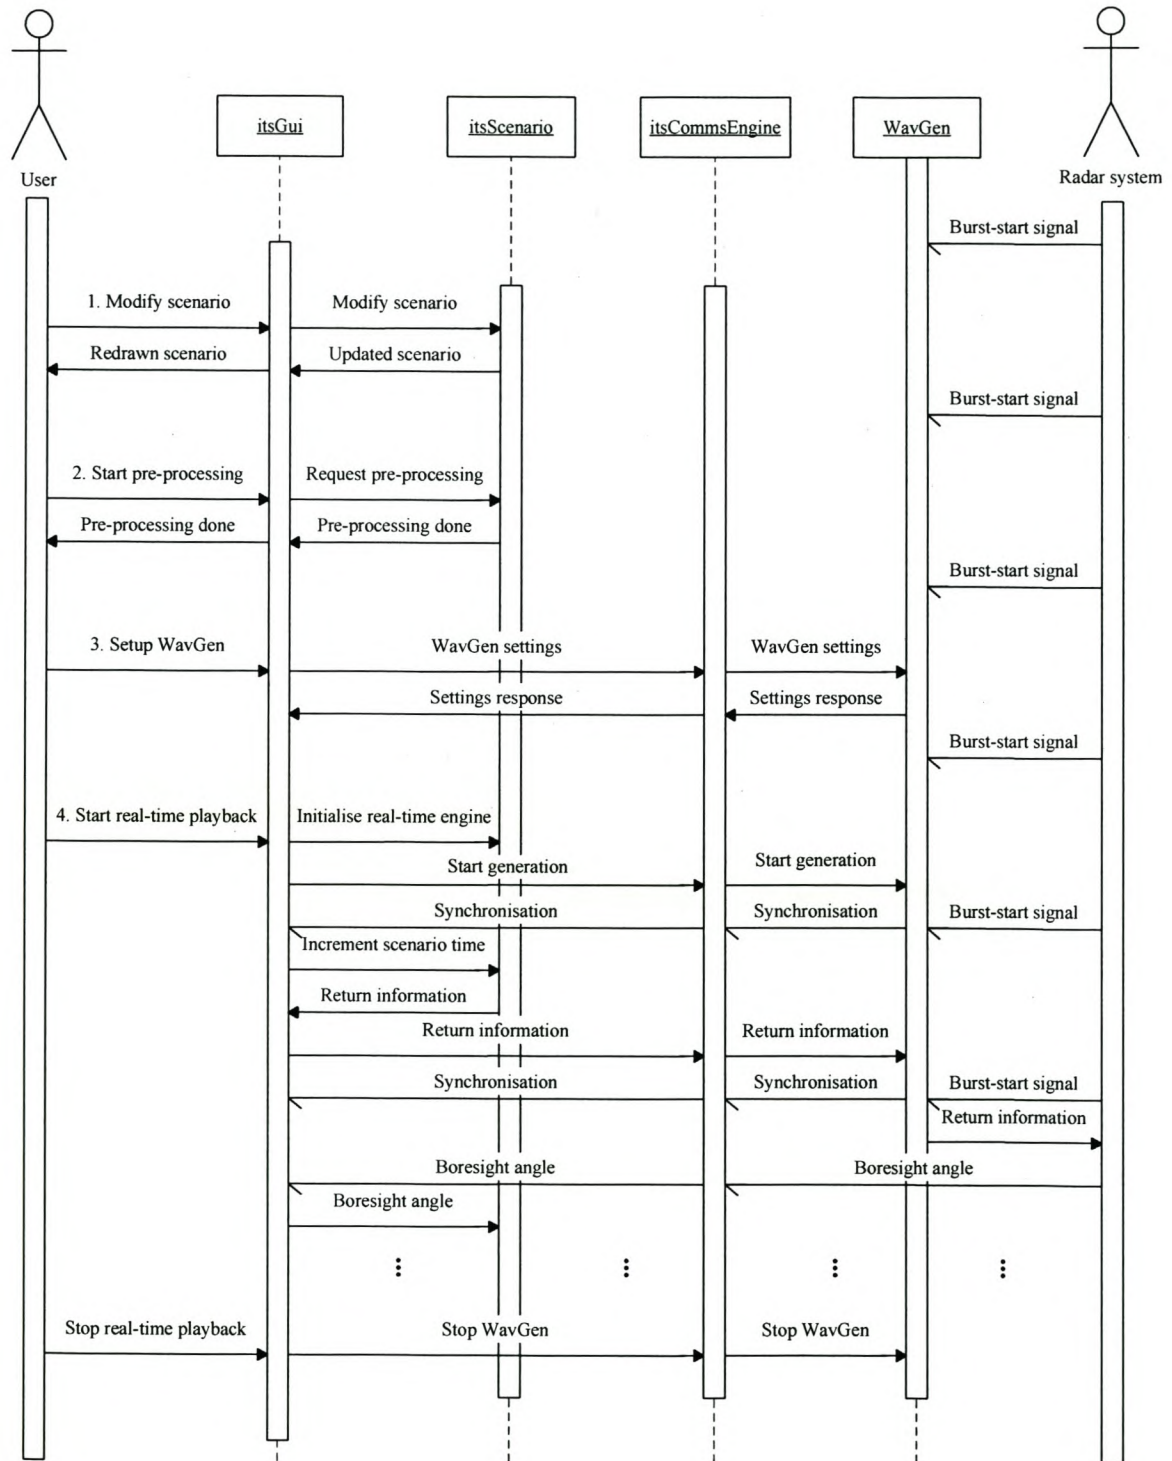 itsGui
itsScenario
itsCommsEngine
WavGen
User
Radar system
Burst-start signal
1. Modify scenario
Modify scenario
Redrawn scenario
Updated scenario
Burst-start signal
2. Start pre-processing
Request pre-processing
Pre-processing done
Pre-processing done
Burst-start signal
3. Setup WavGen
WavGen settings
WavGen settings
Settings response
Settings response
Burst-start signal
4. Start real-time playback
Initialise real-time engine
Start generation
Start generation
Synchronisation
Synchronisation
Burst-start signal
Increment scenario time
Return information
Return information
Return information
Synchronisation
Synchronisation
Burst-start signal
Return information
Boresight angle
Boresight angle
Boresight angle
Stop real-time playback
Stop WavGen
Stop WavGen